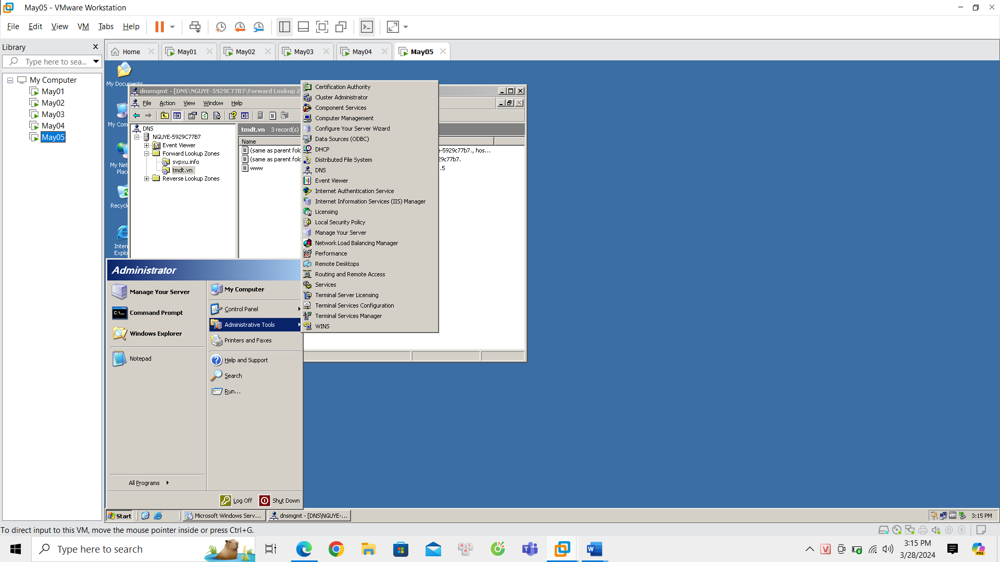 May05 - VMware Workstation
File Edit View VM Tabs Help
Library
Type here to sea...
Home May01 May02 May03 May04 May05
My Computer
May01
May02
May03
May04
May05
My Documents
My Com
My Net
Place
Recycl
Inter
Explo
dnsmgmt - [DNS\NGUYE-5929C77B7\Forward Lookup Z
File Action View Window Help
DNS
NGUYE-5929C77B7
Event Viewer
Forward Lookup Zones
svpxu.info
tmdt.vn
Reverse Lookup Zones
tmdt.vn 3 record(s)
Name
(same as parent fold e-5929c77b7., hos...
(same as parent fold 29c77b7.
www .5
Certification Authority
Cluster Administrator
Component Services
Computer Management
Configure Your Server Wizard
Data Sources (ODBC)
DHCP
Distributed File System
DNS
Event Viewer
Internet Authentication Service
Internet Information Services (IIS) Manager
Licensing
Local Security Policy
Manage Your Server
Network Load Balancing Manager
Performance
Remote Desktops
Routing and Remote Access
Services
Terminal Server Licensing
Terminal Services Configuration
Terminal Services Manager
WINS
Administrator
Manage Your Server
Command Prompt
Windows Explorer
Notepad
All Programs
My Computer
Control Panel
Administrative Tools
Printers and Faxes
Help and Support
Search
Run...
Log Off Shut Down
Start Microsoft Windows Serv... dnsmgmt - [DNS\NGUYE-... 3:15 PM
To direct input to this VM, move the mouse pointer inside or press Ctrl+G.
Type here to search
3:15 PM
3/28/2024